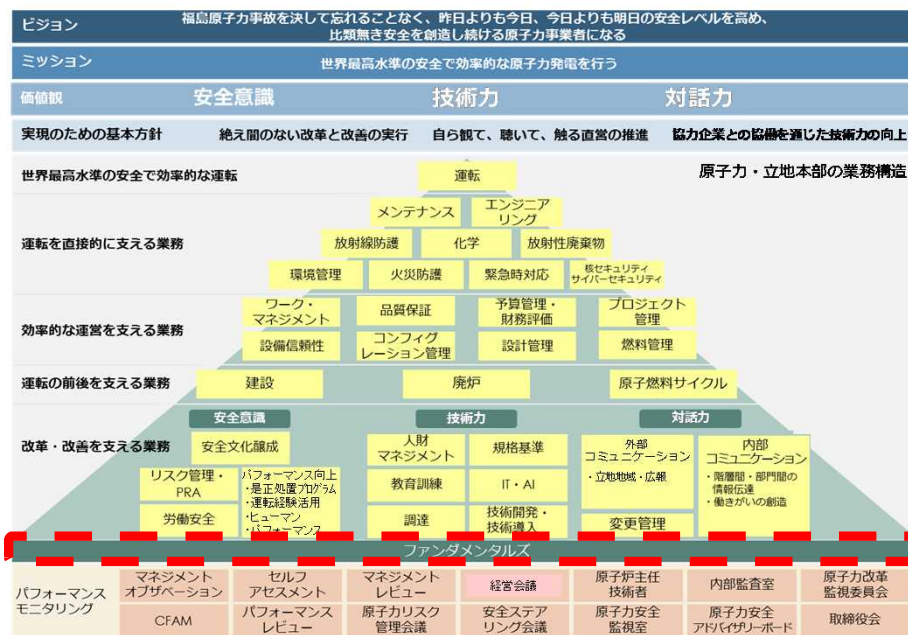 ビジョン
福島原子力事故を決して忘れることなく、昨日よりも今日、今日よりも明日の安全レベルを高め、
比類無き安全を創造し続ける原子力事業者になる
ミッション
世界最高水準の安全で効率的な原子力発電を行う
価値観
安全意識
技術力
対話力
実現のための基本方針
絶え間のない改革と改善の実行
自ら観て、聴いて、触る直営の推進
協力企業との協働を通じた技術力の向上
原子力・立地本部の業務構造
世界最高水準の安全で効率的な運転
運転
運転を直接的に支える業務
メンテナンス
エンジニア
リング
放射線防護
化学
放射性廃棄物
環境管理
火災防護
緊急時対応
核セキュリティ
サイバーセキュリティ
効率的な運営を支える業務
ワーク・
マネジメント
品質保証
予算管理・
財務評価
プロジェクト
管理
設備信頼性
コンフィグ
レーション管理
設計管理
燃料管理
運転の前後を支える業務
建設
廃炉
原子燃料サイクル
改革・改善を支える業務
安全意識
安全文化醸成
リスク管理・
PRA
労働安全
パフォーマンス向上
・是正処置プログラム
・運転経験活用
・ヒューマン
・パフォーマンス
技術力
人財
マネジメント
規格基準
教育訓練
IT・AI
調達
技術開発・
技術導入
対話力
外部
コミュニケーション
・立地地域・広報
変更管理
内部
コミュニケーション
・階層間・部門間の
情報伝達
・働きがいの創造
ファンダメンタルズ
パフォーマンス
モニタリング
マネジメント
オブザベーション
セルフ
アセスメント
マネジメント
レビュー
経営会議
原子炉主任
技術者
内部監査室
原子力改革
監視委員会
CFAM
パフォーマンス
レビュー
原子力リスク
管理会議
安全ステア
リング会議
原子力安全
監視室
原子力安全
アドバイザリーボード
取締役会